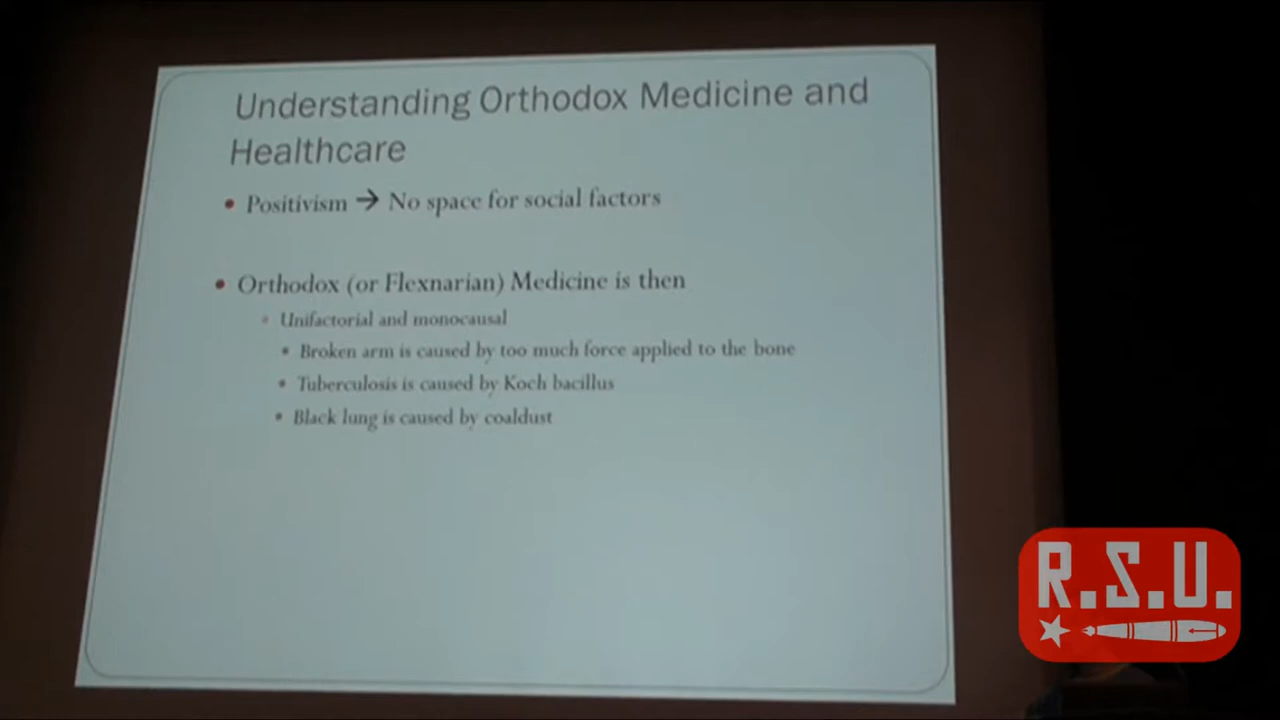 Understanding Orthodox Medicine and
Healthcare
• Positivism → No space for social factors
• Orthodox (or Flexnarian) Medicine is then
• Unifactorial and monocausal
• Broken arm is caused by too much force applied to the bone
• Tuberculosis is caused by Koch bacillus
• Black lung is caused by coaldust
R.S.U.